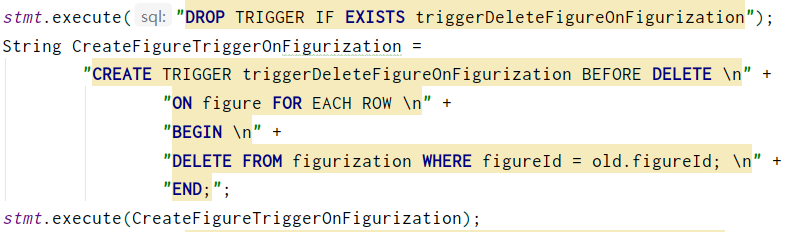 stmt.execute( sql: "DROP TRIGGER IF EXISTS triggerDeleteFigureOnFigurization");
String CreateFigureTriggerOnFigurization =
"CREATE TRIGGER triggerDeleteFigureOnFigurization BEFORE DELETE \n" +
"ON figure FOR EACH ROW \n" +
"BEGIN \n" +
"DELETE FROM figurization WHERE figureId = old.figureId; \n" +
"END;";
stmt.execute(CreateFigureTriggerOnFigurization);